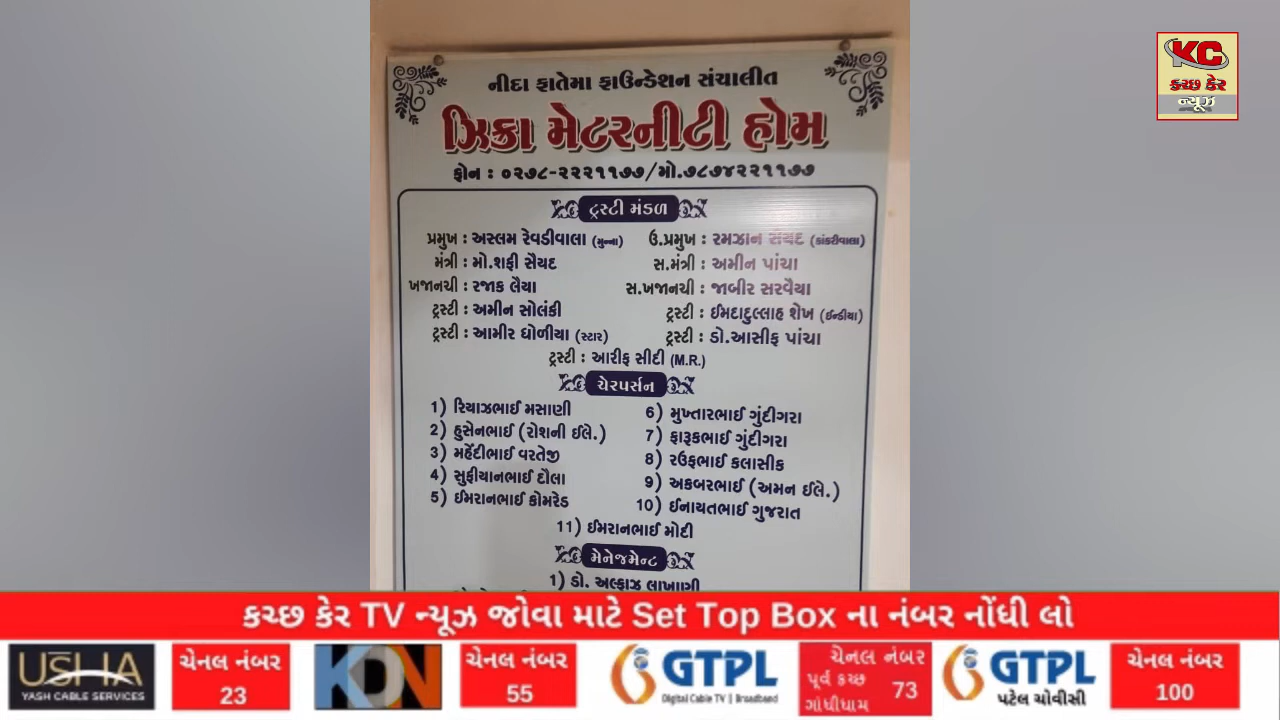 KC
કચ્છ કેર
ન્યૂઝ
નીદા ફાતેમા ફાઉન્ડેશન સંચાલીત
ઝિક્રા મેટરનીટી હોમ
ફોન : ૦૨૭૮-૨૨૨૧૧૭૭/મો.૭૮૭૪૨૨૧૧૭૭
ટ્રસ્ટી મંડળ
પ્રમુખ : અસ્લમ રેવડીવાલા (મુન્ના) ઉ.પ્રમુખ : રમઝાન સૈયદ (કાંકરીવાલા)
મંત્રી : મો.શફી સૈયદ સ.મંત્રી : અમીન પાંચા
ખજાનચી : રજાક લૈયા સ.ખજાનચી : જાબીર સરવૈયા
ટ્રસ્ટી : અમીન સોલંકી ટ્રસ્ટી : ઈમદાદુલ્લાહ શેખ (ઈન્ડીયા)
ટ્રસ્ટી : આમીર ધોળીયા (સ્ટાર) ટ્રસ્ટી : ડો.આસીફ પાંચા
ટ્રસ્ટી : આરીફ સીદી (M.R.)
ચેરપર્સન
1) રિયાઝભાઈ મસાણી
2) હુસેનભાઈ (રોશની ઈલે.)
3) મહેંદીભાઈ વરતેજી
4) સુફીયાનભાઈ દૌલા
5) ઈમરાનભાઈ કોમરેડ
6) મુખ્તારભાઈ ગુંદીગરા
7) ફારૂકભાઈ ગુંદીગરા
8) રઉફભાઈ કલાસીક
9) અકબરભાઈ (અમન ઈલે.)
10) ઈનાયતભાઈ ગુજરાત
11) ઈમરાનભાઈ મોદી
મેનેજમેન્ટ
1) ડો. અલ્ફાઝ લાખાણી
કચ્છ કેર TV ન્યૂઝ જોવા માટે Set Top Box ના નંબર નોંધી લો
USHA
YASH CABLE SERVICES
ચેનલ નંબર
23
KDN
ચેનલ નંબર
55
GTPL
Digital Cable TV | Broadband
ચેનલ નંબર
પૂર્વ કચ્છ
ગાંધીધામ
73
GTPL
પટેલ ચોવીસી
ચેનલ નંબર
100